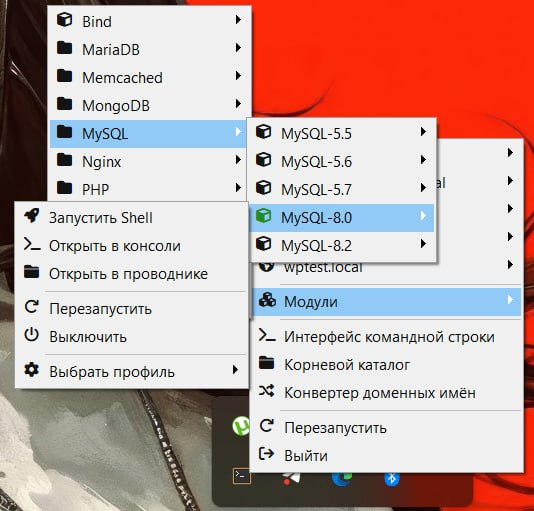 Bind
MariaDB
Memcached
MongoDB
MySQL
Nginx
PHP
MySQL-5.5
MySQL-5.6
MySQL-5.7
MySQL-8.0
MySQL-8.2
Запустить Shell
Открыть в консоли
Открыть в проводнике
Перезапустить
Выключить
Выбрать профиль
wptest.local
Модули
Интерфейс командной строки
Корневой каталог
Конвертер доменных имён
Перезапустить
Выйти